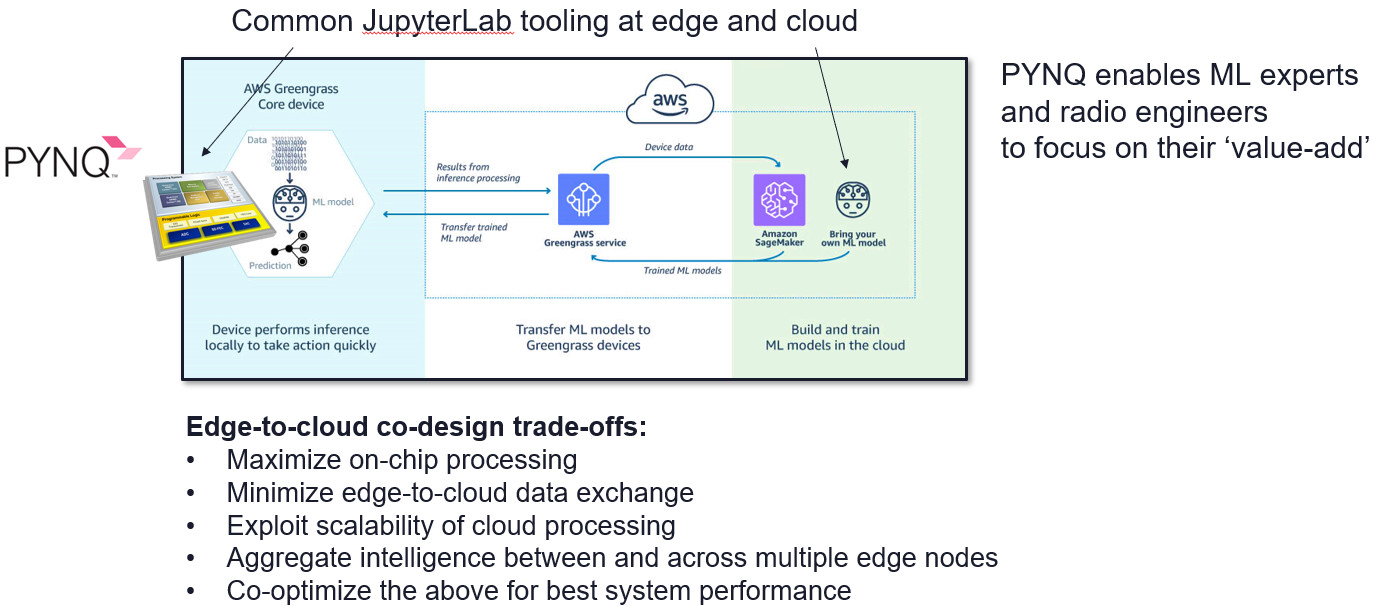 Common JupyterLab tooling at edge and cloud
PYNQ enables ML experts
and radio engineers
to focus on their ‘value-add’
PYNQ™
AWS Greengrass
Core device
Data
ML model
Prediction
Programmable Logic
Results from
inference processing
Transfer trained
ML model
aws
Device data
AWS
Greengrass service
Amazon
SageMaker
Bring your
own ML model
Trained ML models
Device performs inference
locally to take action quickly
Transfer ML models to
Greengrass devices
Build and train
ML models in the cloud
Edge-to-cloud co-design trade-offs:
• Maximize on-chip processing
• Minimize edge-to-cloud data exchange
• Exploit scalability of cloud processing
• Aggregate intelligence between and across multiple edge nodes
• Co-optimize the above for best system performance